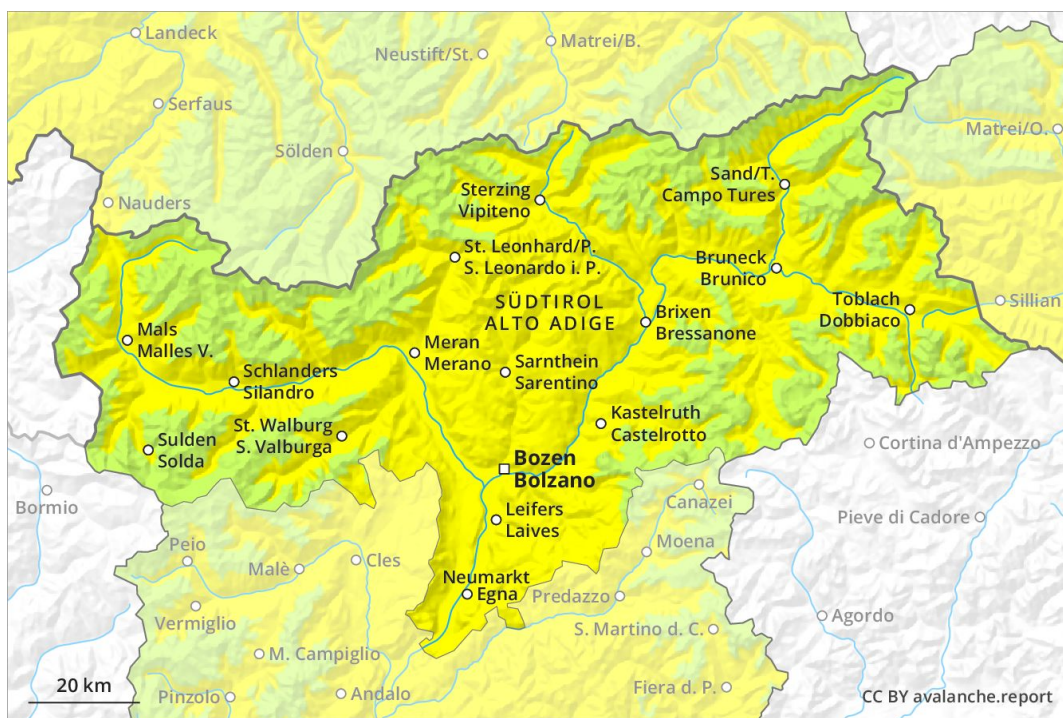 Landeck
Neustift/St.
Matrei/B.
Serfaus
Matrei/O.
Sölden
Sand/T.
Campo Tures
Sterzing
Vipiteno
Nauders
St. Leonhard/P.
S. Leonardo i. P.
Bruneck
Brunico
SÜDTIROL
ALTO ADIGE
Toblach
Dobbiaco
Sillian
Brixen
Bressanone
Mals
Malles V.
Meran
Merano
Sarnthein
Sarentino
Schlanders
Silandro
Kastelruth
Castelrotto
St. Walburg
S. Valburga
Sulden
Solda
Cortina d'Ampezzo
Bozen
Bolzano
Bormio
Canazei
Leifers
Laives
Pieve di Cadore
Peio
Cles
Moena
Malè
Neumarkt
Egna
Predazzo
Vermiglio
Agordo
S. Martino d. C.
M. Campiglio
20 km
Pinzolo
Andalo
Fiera d. P.
CC BY avalanche.report